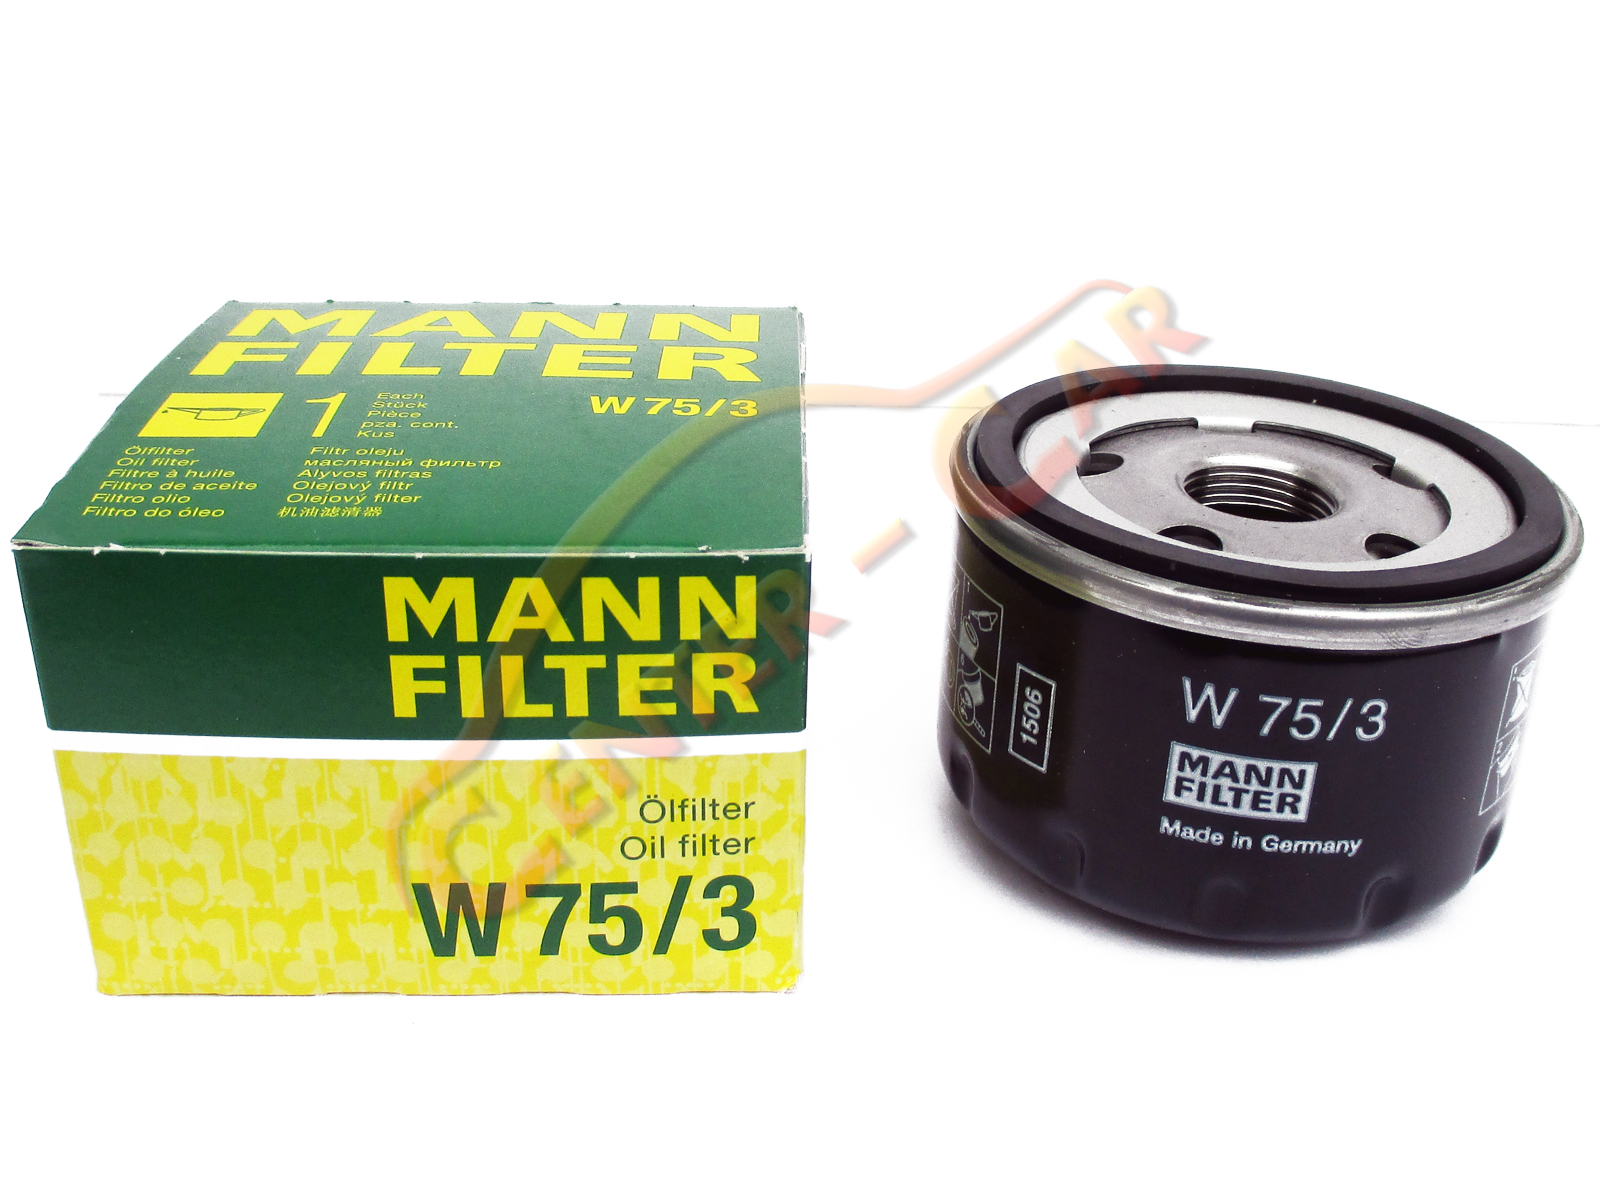 MANN
FILTER
W 75/3
1
Each
Stück
Pièce
pza. cont.
Kus
Ölfilter
Oil filter
Filtre à huile
Filtro de aceite
Filtro olio
Filtro do óleo
Filtr oleju
масляный фильтр
Alyvos filtras
Olejový filtr
Olejový filter
机油滤清器
MANN
FILTER
Ölfilter
Oil filter
W 75/3
CENTER-CAR
1506
W 75/3
MANN
FILTER
Made in Germany